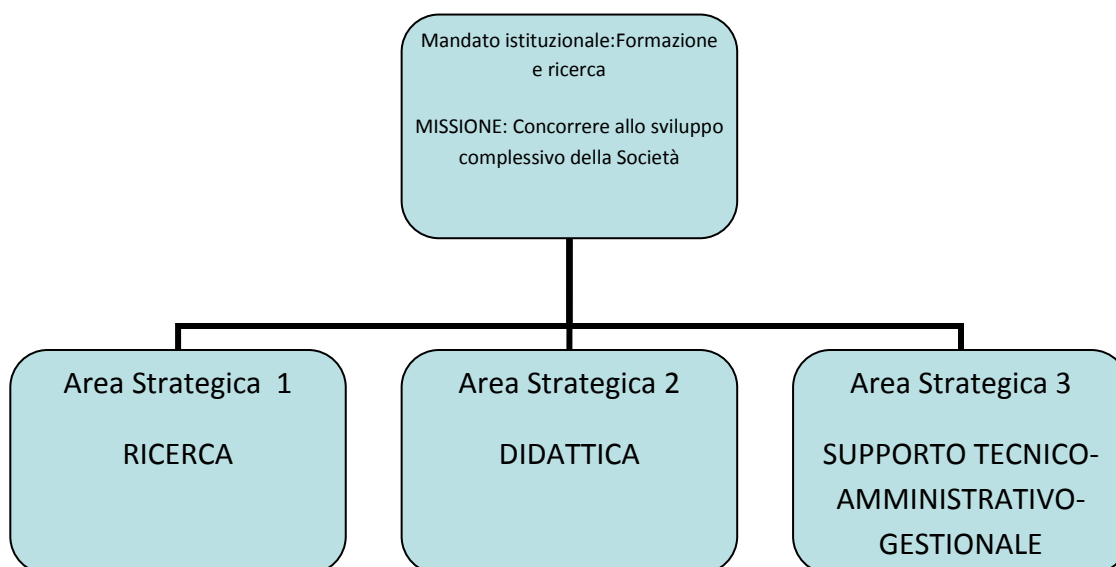 Mandato istituzionale:Formazione
e ricerca
MISSIONE: Concorrere allo sviluppo
complessivo della Società
Area Strategica 1
RICERCA
Area Strategica 2
DIDATTICA
Area Strategica 3
SUPPORTO TECNICO-
AMMINISTRATIVO-
GESTIONALE